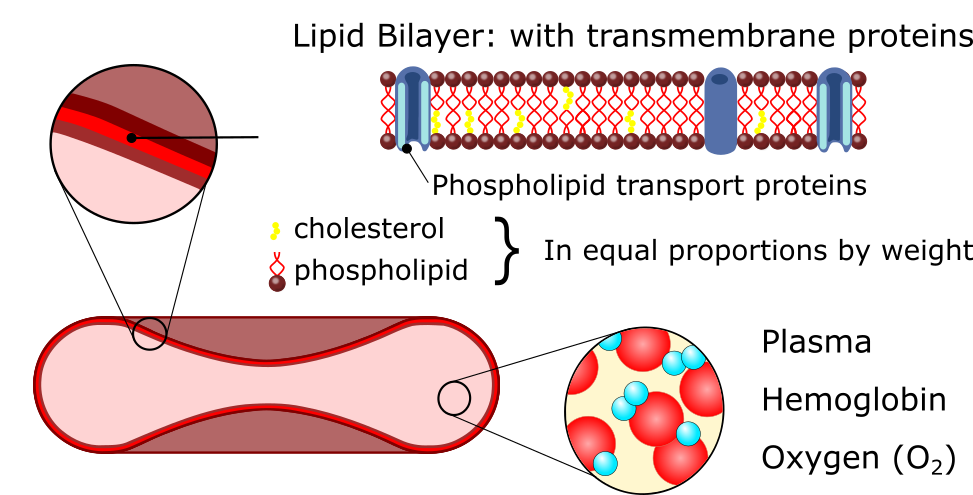 Lipid Bilayer: with transmembrane proteins
Phospholipid transport proteins
cholesterol
phospholipid
} In equal proportions by weight
Plasma
Hemoglobin
Oxygen (O₂)